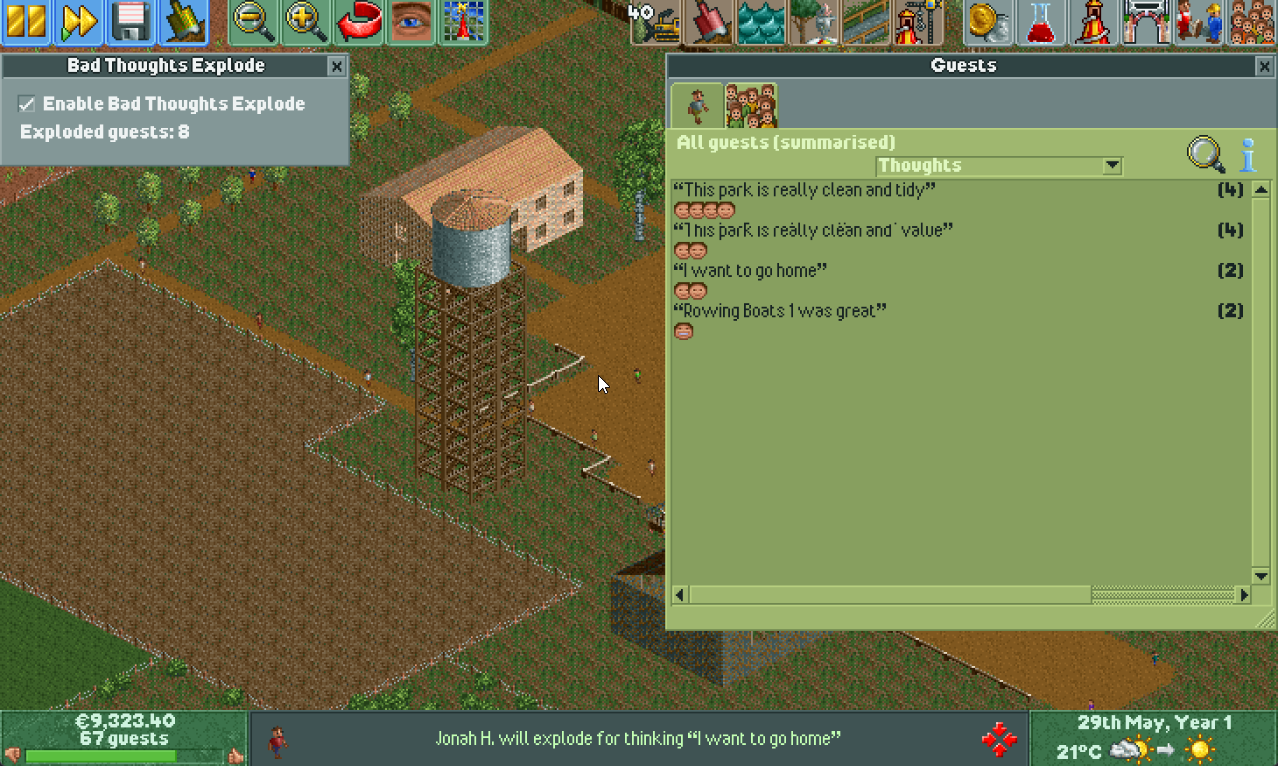 40
Bad Thoughts Explode
Enable Bad Thoughts Explode
Exploded guests: 8
Guests
All guests (summarised)
Thoughts
“This park is really clean and tidy” (4)
“This park is really clean and value” (4)
“I want to go home” (2)
“Rowing Boats 1 was great” (2)
€9,323.40
67 guests
Jonah H. will explode for thinking “I want to go home”
29th May, Year 1
21°C